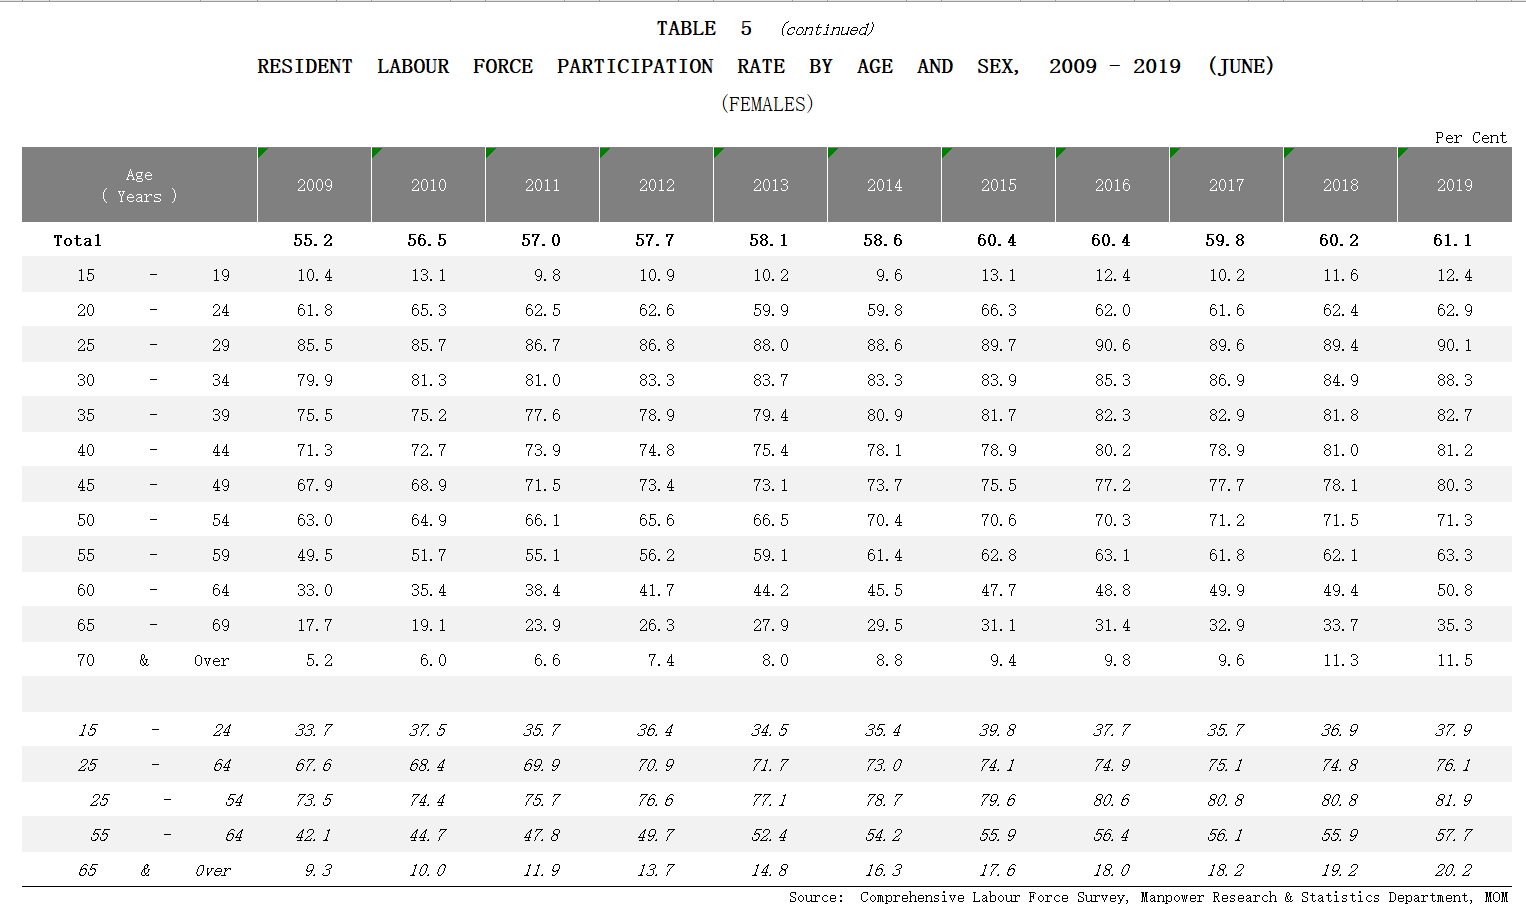 TABLE 5 (continued)
RESIDENT LABOUR FORCE PARTICIPATION RATE BY AGE AND SEX, 2009 - 2019 (JUNE)
(FEMALES)
Per Cent
Age
( Years ) 2009 2010 2011 2012 2013 2014 2015 2016 2017 2018 2019
Total 55.2 56.5 57.0 57.7 58.1 58.6 60.4 60.4 59.8 60.2 61.1
15 - 19 10.4 13.1 9.8 10.9 10.2 9.6 13.1 12.4 10.2 11.6 12.4
20 - 24 61.8 65.3 62.5 62.6 59.9 59.8 66.3 62.0 61.6 62.4 62.9
25 - 29 85.5 85.7 86.7 86.8 88.0 88.6 89.7 90.6 89.6 89.4 90.1
30 - 34 79.9 81.3 81.0 83.3 83.7 83.3 83.9 85.3 86.9 84.9 88.3
35 - 39 75.5 75.2 77.6 78.9 79.4 80.9 81.7 82.3 82.9 81.8 82.7
40 - 44 71.3 72.7 73.9 74.8 75.4 78.1 78.9 80.2 78.9 81.0 81.2
45 - 49 67.9 68.9 71.5 73.4 73.1 73.7 75.5 77.2 77.7 78.1 80.3
50 - 54 63.0 64.9 66.1 65.6 66.5 70.4 70.6 70.3 71.2 71.5 71.3
55 - 59 49.5 51.7 55.1 56.2 59.1 61.4 62.8 63.1 61.8 62.1 63.3
60 - 64 33.0 35.4 38.4 41.7 44.2 45.5 47.7 48.8 49.9 49.4 50.8
65 - 69 17.7 19.1 23.9 26.3 27.9 29.5 31.1 31.4 32.9 33.7 35.3
70 & Over 5.2 6.0 6.6 7.4 8.0 8.8 9.4 9.8 9.6 11.3 11.5
15 - 24 33.7 37.5 35.7 36.4 34.5 35.4 39.8 37.7 35.7 36.9 37.9
25 - 64 67.6 68.4 69.9 70.9 71.7 73.0 74.1 74.9 75.1 74.8 76.1
25 - 54 73.5 74.4 75.7 76.6 77.1 78.7 79.6 80.6 80.8 80.8 81.9
55 - 64 42.1 44.7 47.8 49.7 52.4 54.2 55.9 56.4 56.1 55.9 57.7
65 & Over 9.3 10.0 11.9 13.7 14.8 16.3 17.6 18.0 18.2 19.2 20.2
Source: Comprehensive Labour Force Survey, Manpower Research & Statistics Department, MOM